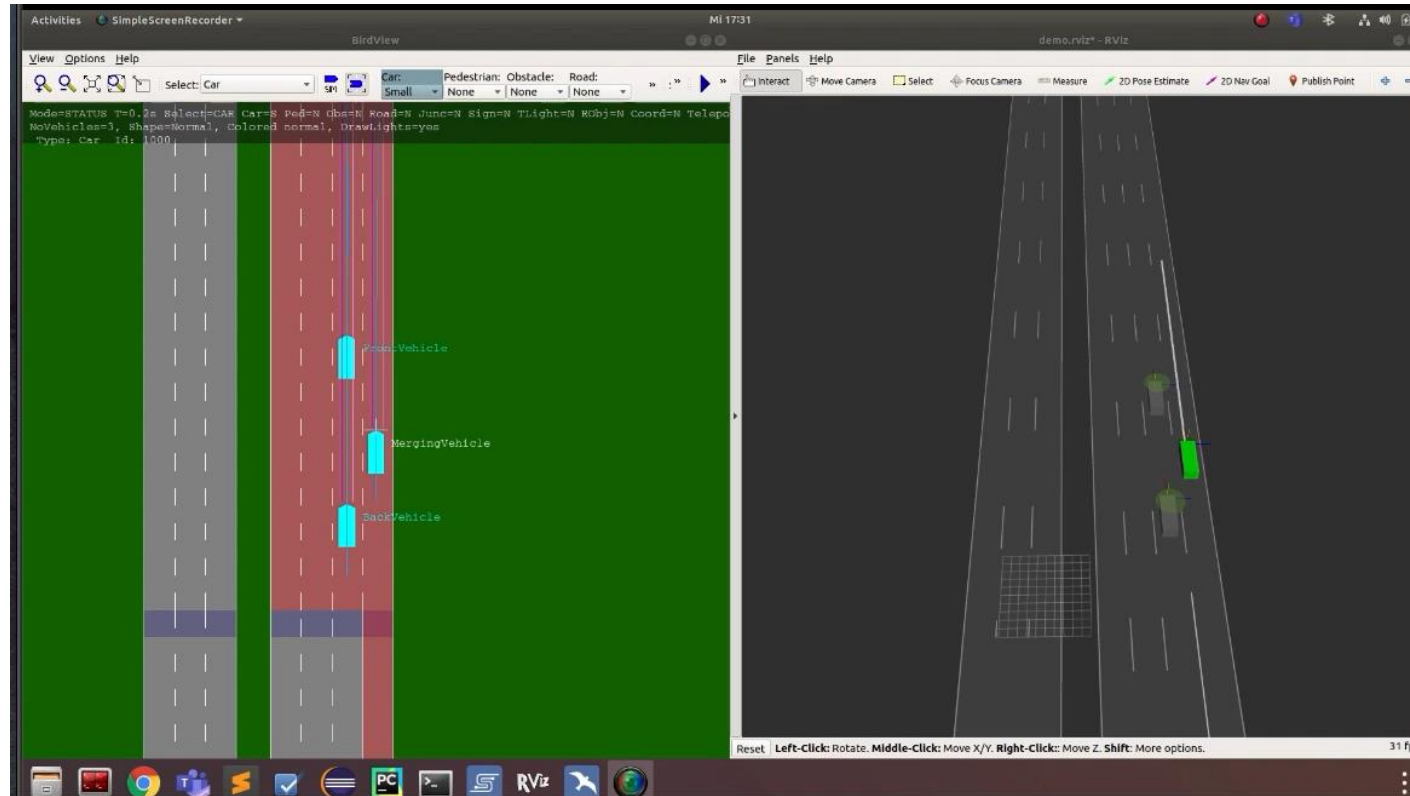 Activities SimpleScreenRecorder Mi 17:31
BirdView
View Options Help
Select: Car
SPY
Car: Pedestrian: Obstacle: Road:
Small None None None
Mode=STATUS T=0.2s Select=CAR Car=S Ped=N Obs=N Road=N Junc=N Sign=N TLight=N RObj=N Coord=N Telepo
NoVehicles=3, Shape=Normal, Colored normal, DrawLights=yes
Type: Car Id: 1000
FrontVehicle
MergingVehicle
BackVehicle
demo.rviz* - RViz
File Panels Help
Interact Move Camera Select Focus Camera Measure 2D Pose Estimate 2D Nav Goal Publish Point
Reset Left-Click: Rotate. Middle-Click: Move X/Y. Right-Click:: Move Z. Shift: More options.
31 f
PC
RViz